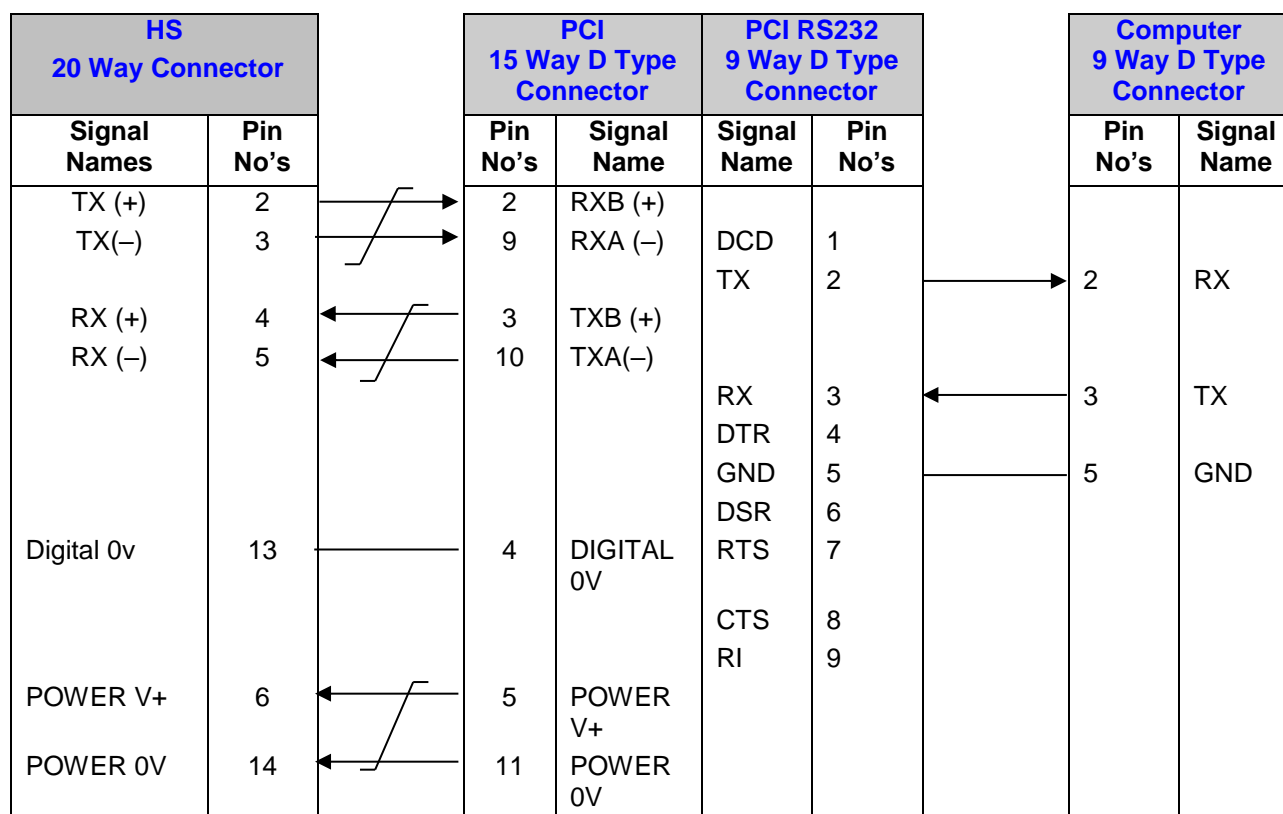 HS
20 Way Connector
PCI
15 Way D Type
Connector
PCI RS232
9 Way D Type
Connector
Computer
9 Way D Type
Connector
Signal
Names
Pin
No’s
Pin
No’s
Signal
Name
Signal
Name
Pin
No’s
Pin
No’s
Signal
Name
TX (+) 2 2 RXB (+)
TX(–) 3 9 RXA (–) DCD 1
TX 2 2 RX
RX (+) 4 3 TXB (+)
RX (–) 5 10 TXA(–)
RX 3 3 TX
DTR 4
GND 5 5 GND
DSR 6
Digital 0v 13 4 DIGITAL RTS 7
0V
CTS 8
RI 9
POWER V+ 6 5 POWER
V+
POWER 0V 14 11 POWER
0V